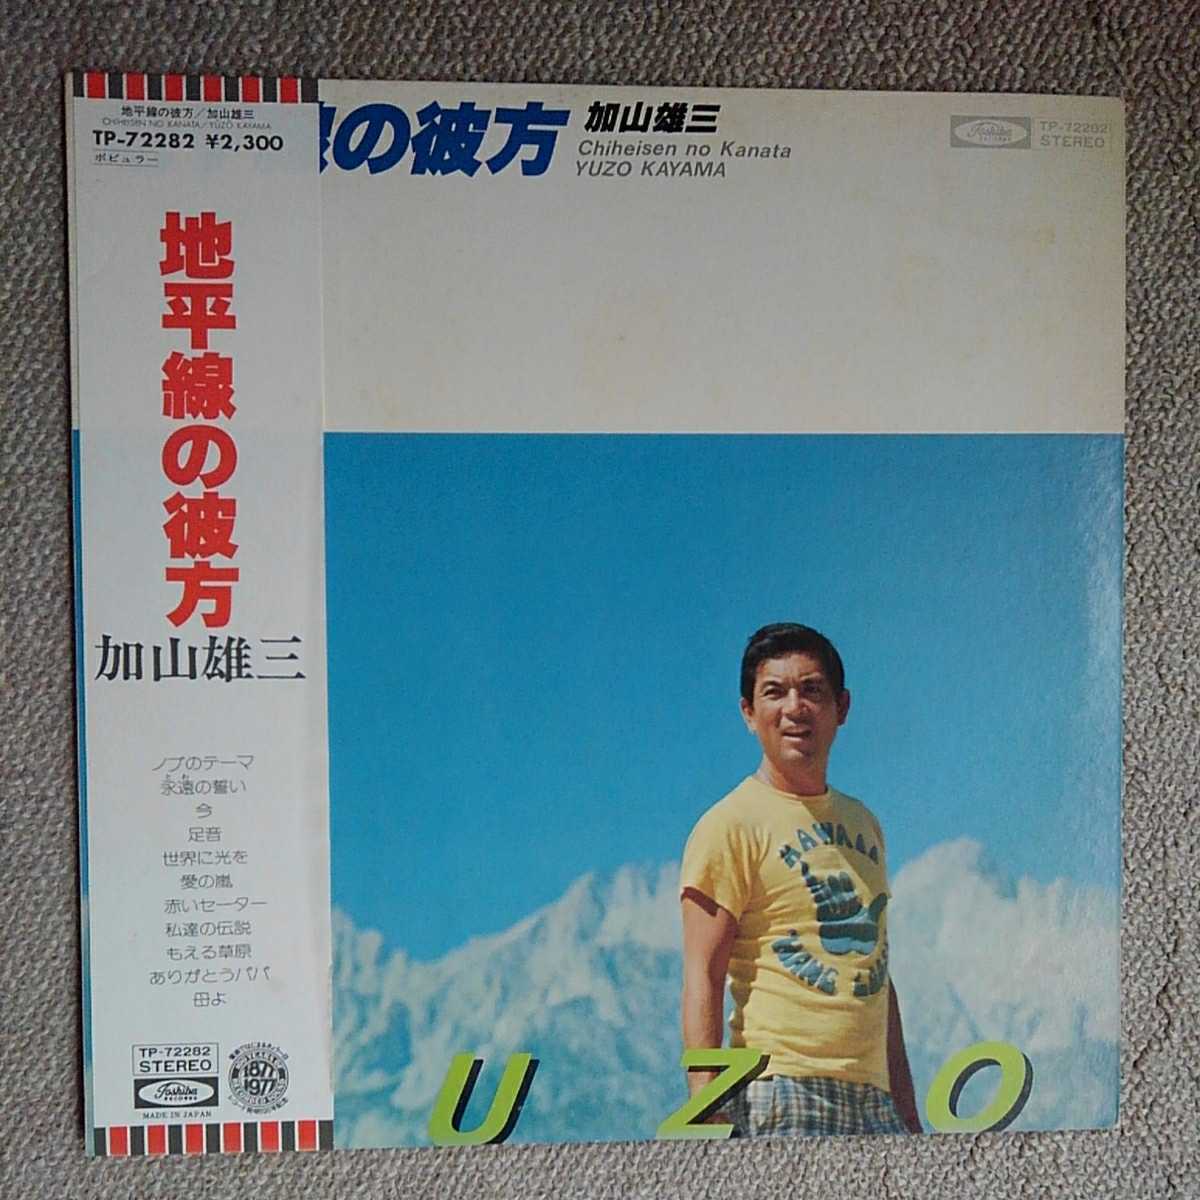 地平線の彼方／加山雄三
CHIHEISEN NO KANATA／YUZO KAYAMA
TP-72282 ¥2,300
ポピュラー
地平線の彼方
加山雄三
ノブのテーマ
永遠の誓い
今
足音
世界に光を
愛の嵐
赤いセーター
私達の伝説
もえる草原
ありがとうパパ
母よ
TP-72282
STEREO
Toshiba
RECORDS
MADE IN JAPAN
1877
1977
線の彼方
加山雄三
Chiheisen no Kanata
YUZO KAYAMA
Toshiba
RECORDS
TP-72282
STEREO
UZO